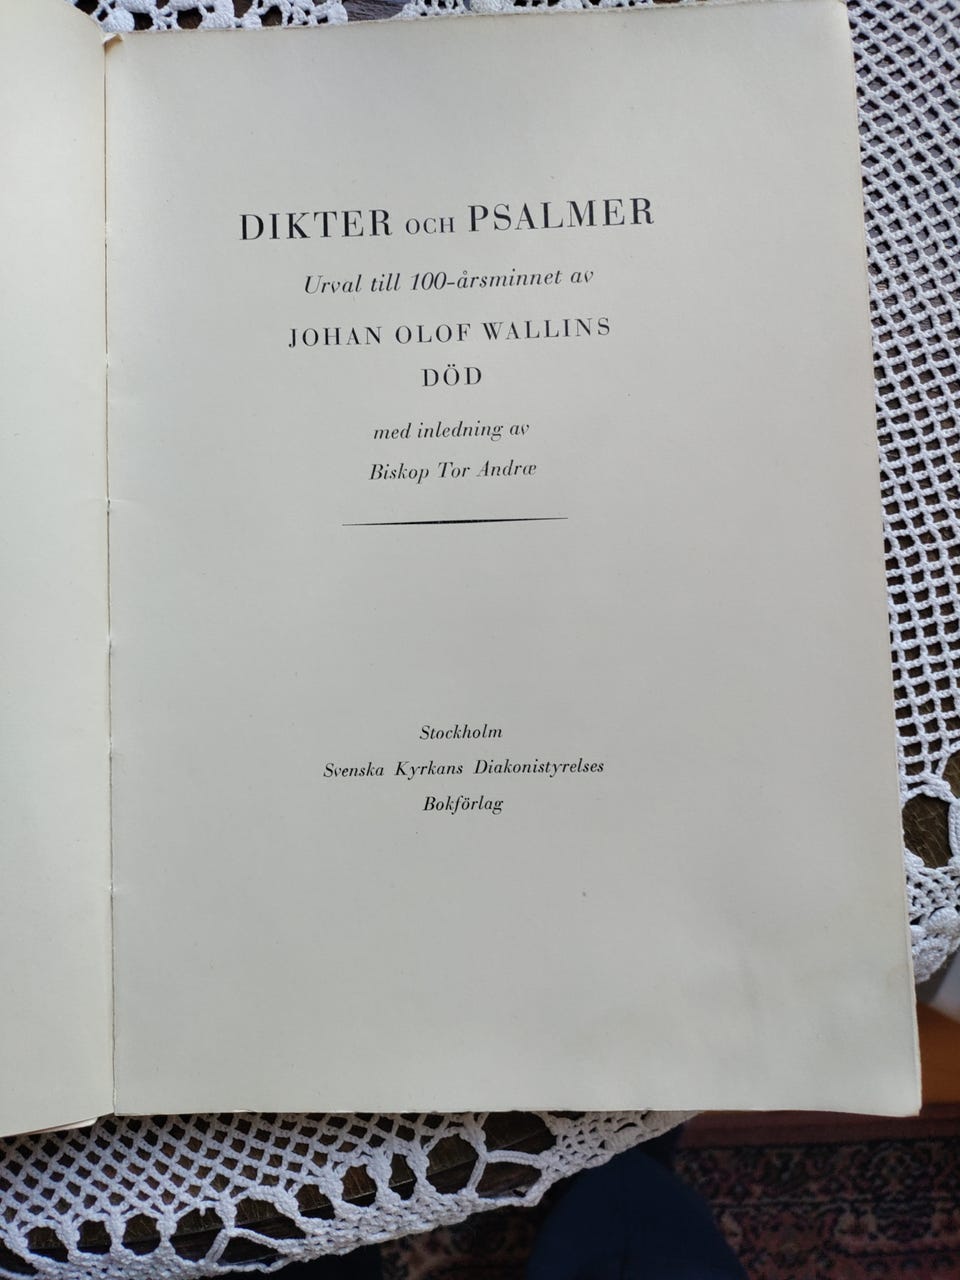 DIKTER OCH PSALMER
Urval till 100-årsminnet av
JOHAN OLOF WALLINS
DÖD
med inledning av
Biskop Tor Andræ
Stockholm
Svenska Kyrkans Diakonistyrelses
Bokförlag